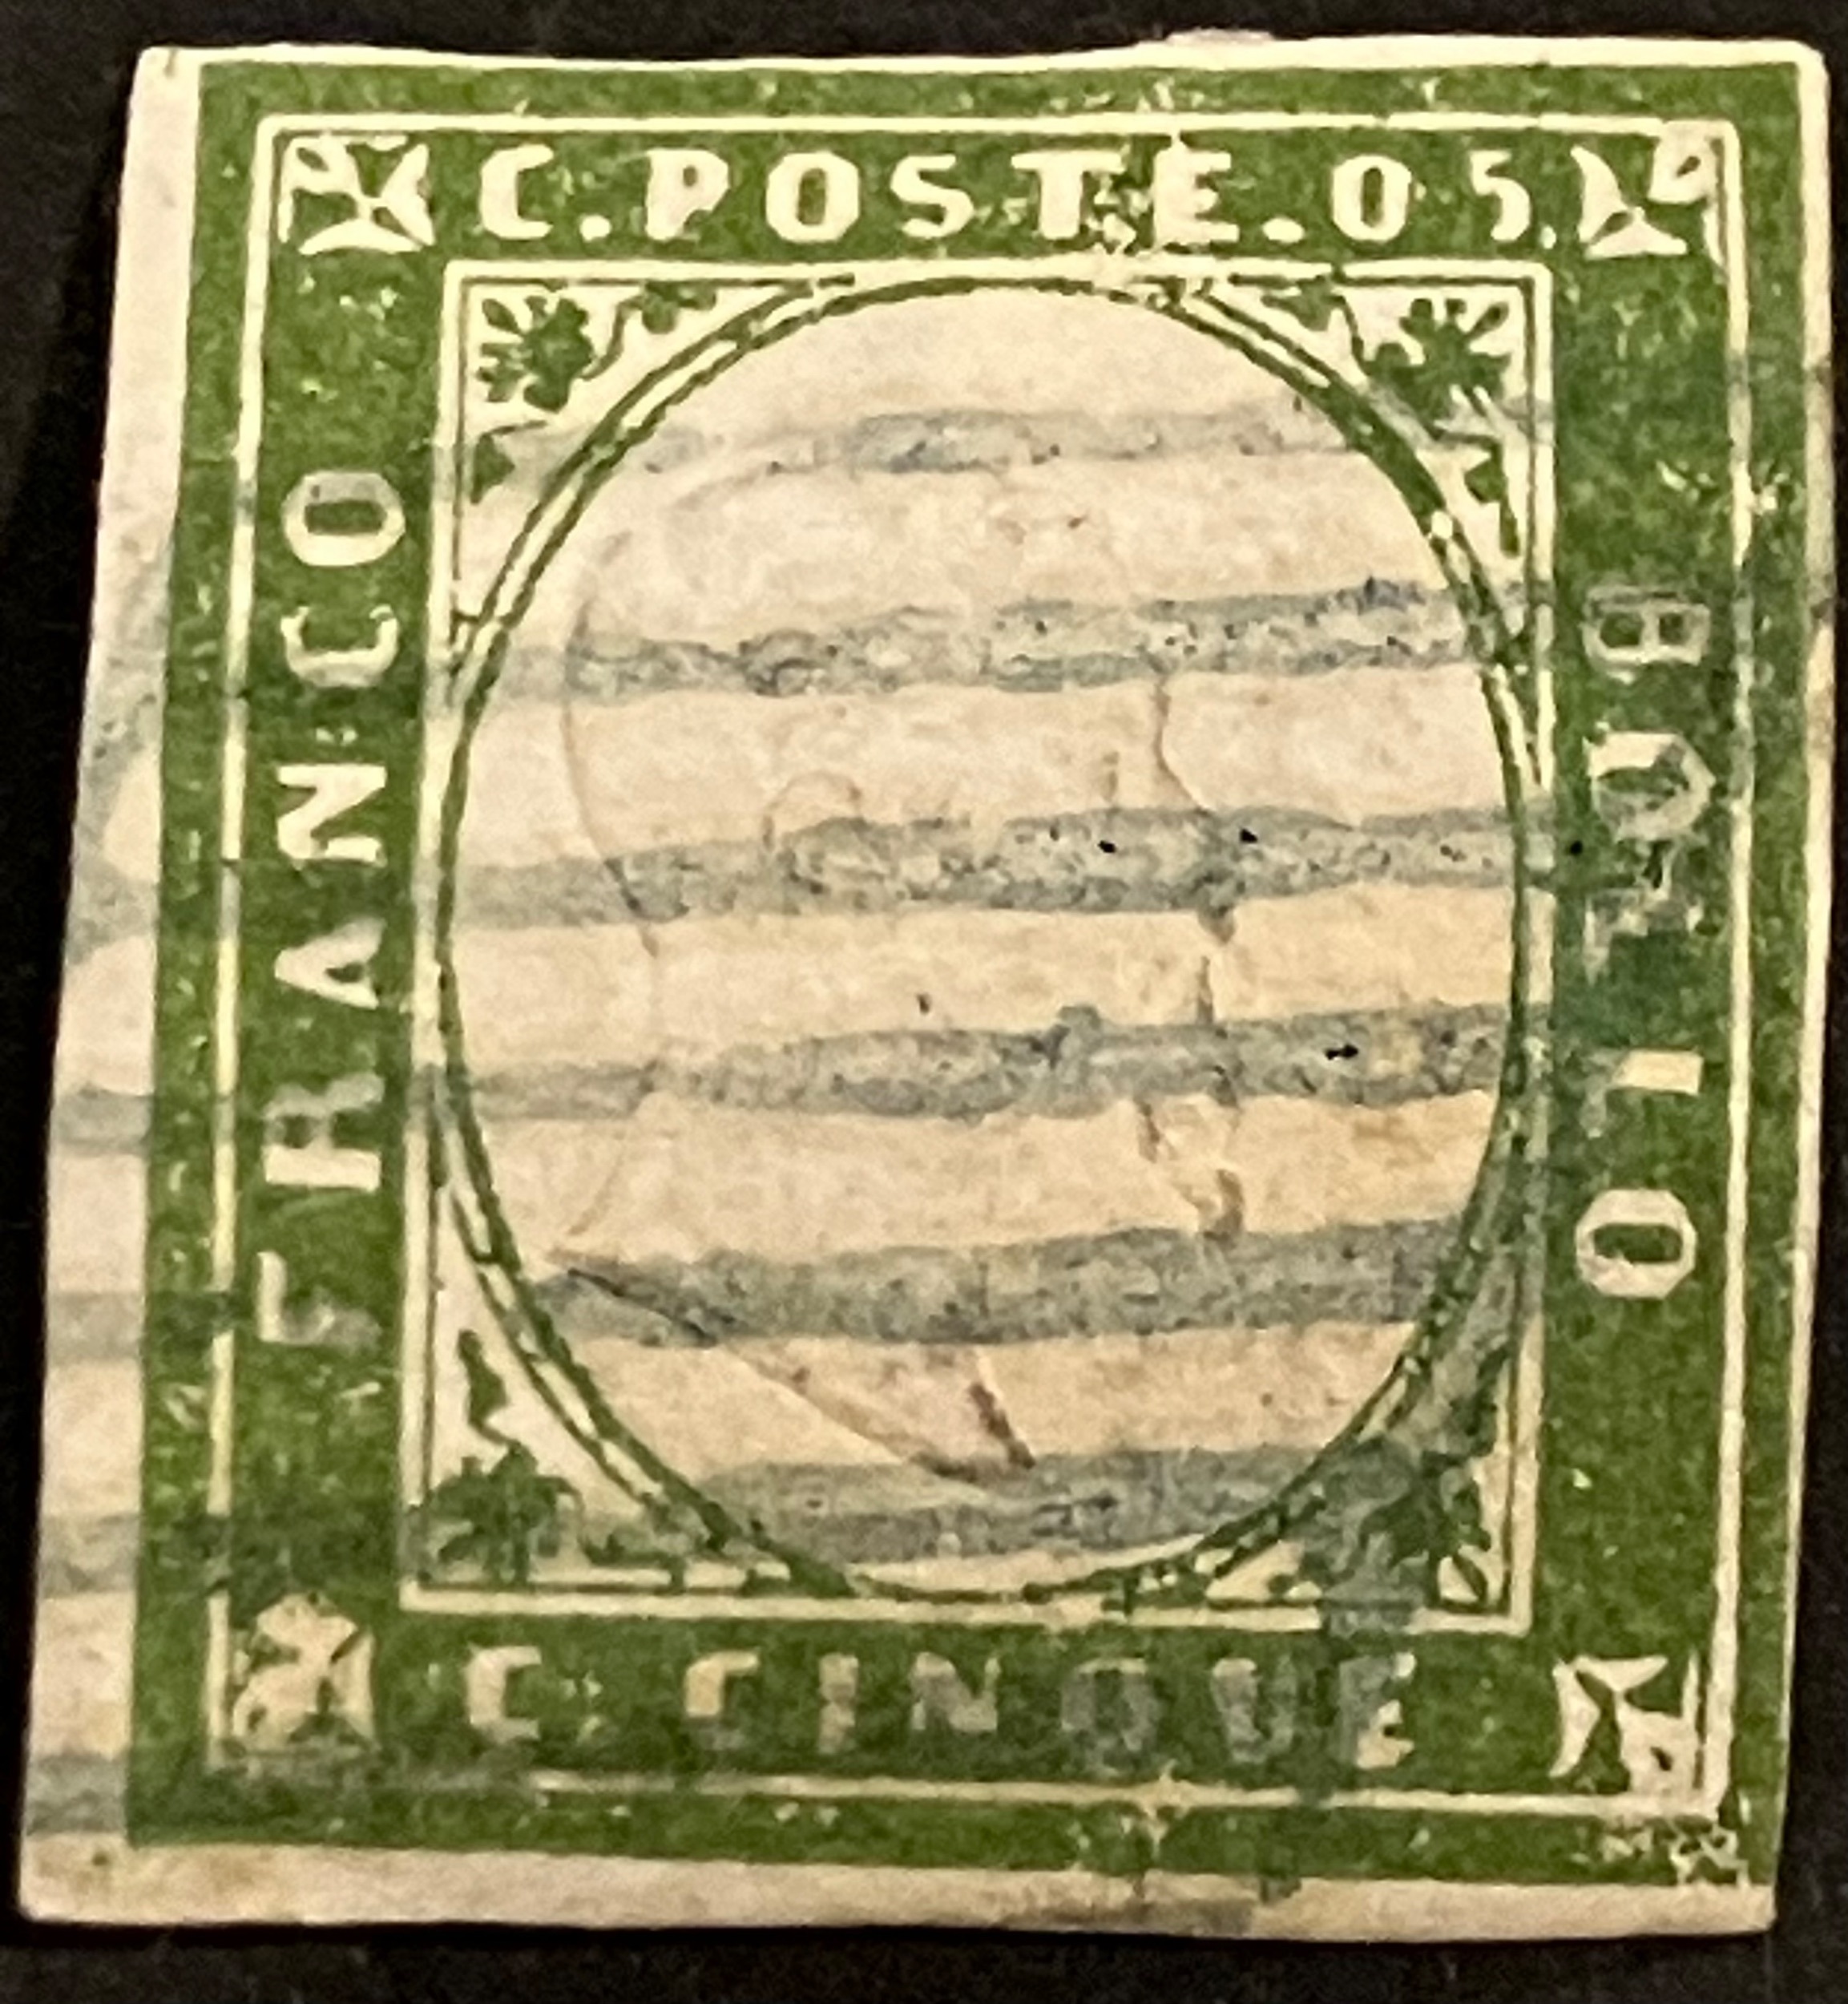 C. POSTE. 05.
FRANCO
BOLLO
C. CINQUE